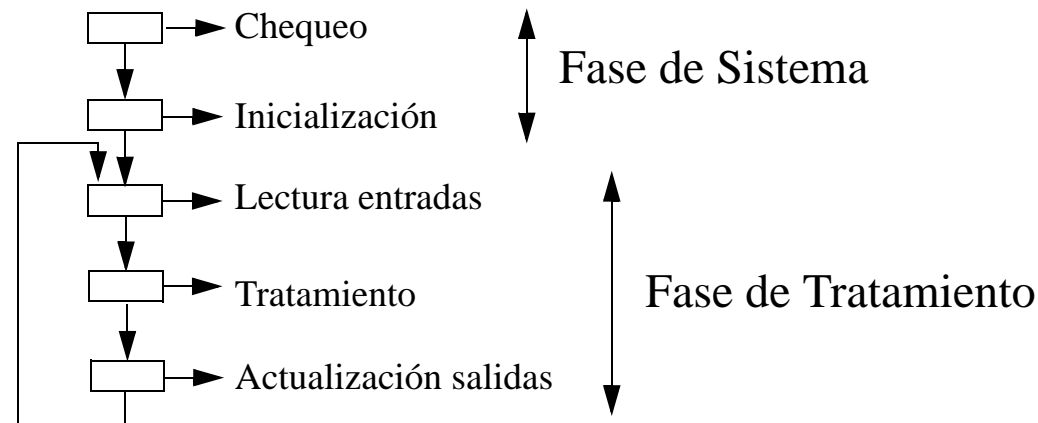 Chequeo
Fase de Sistema
Inicialización
Lectura entradas
Tratamiento
Fase de Tratamiento
Actualización salidas